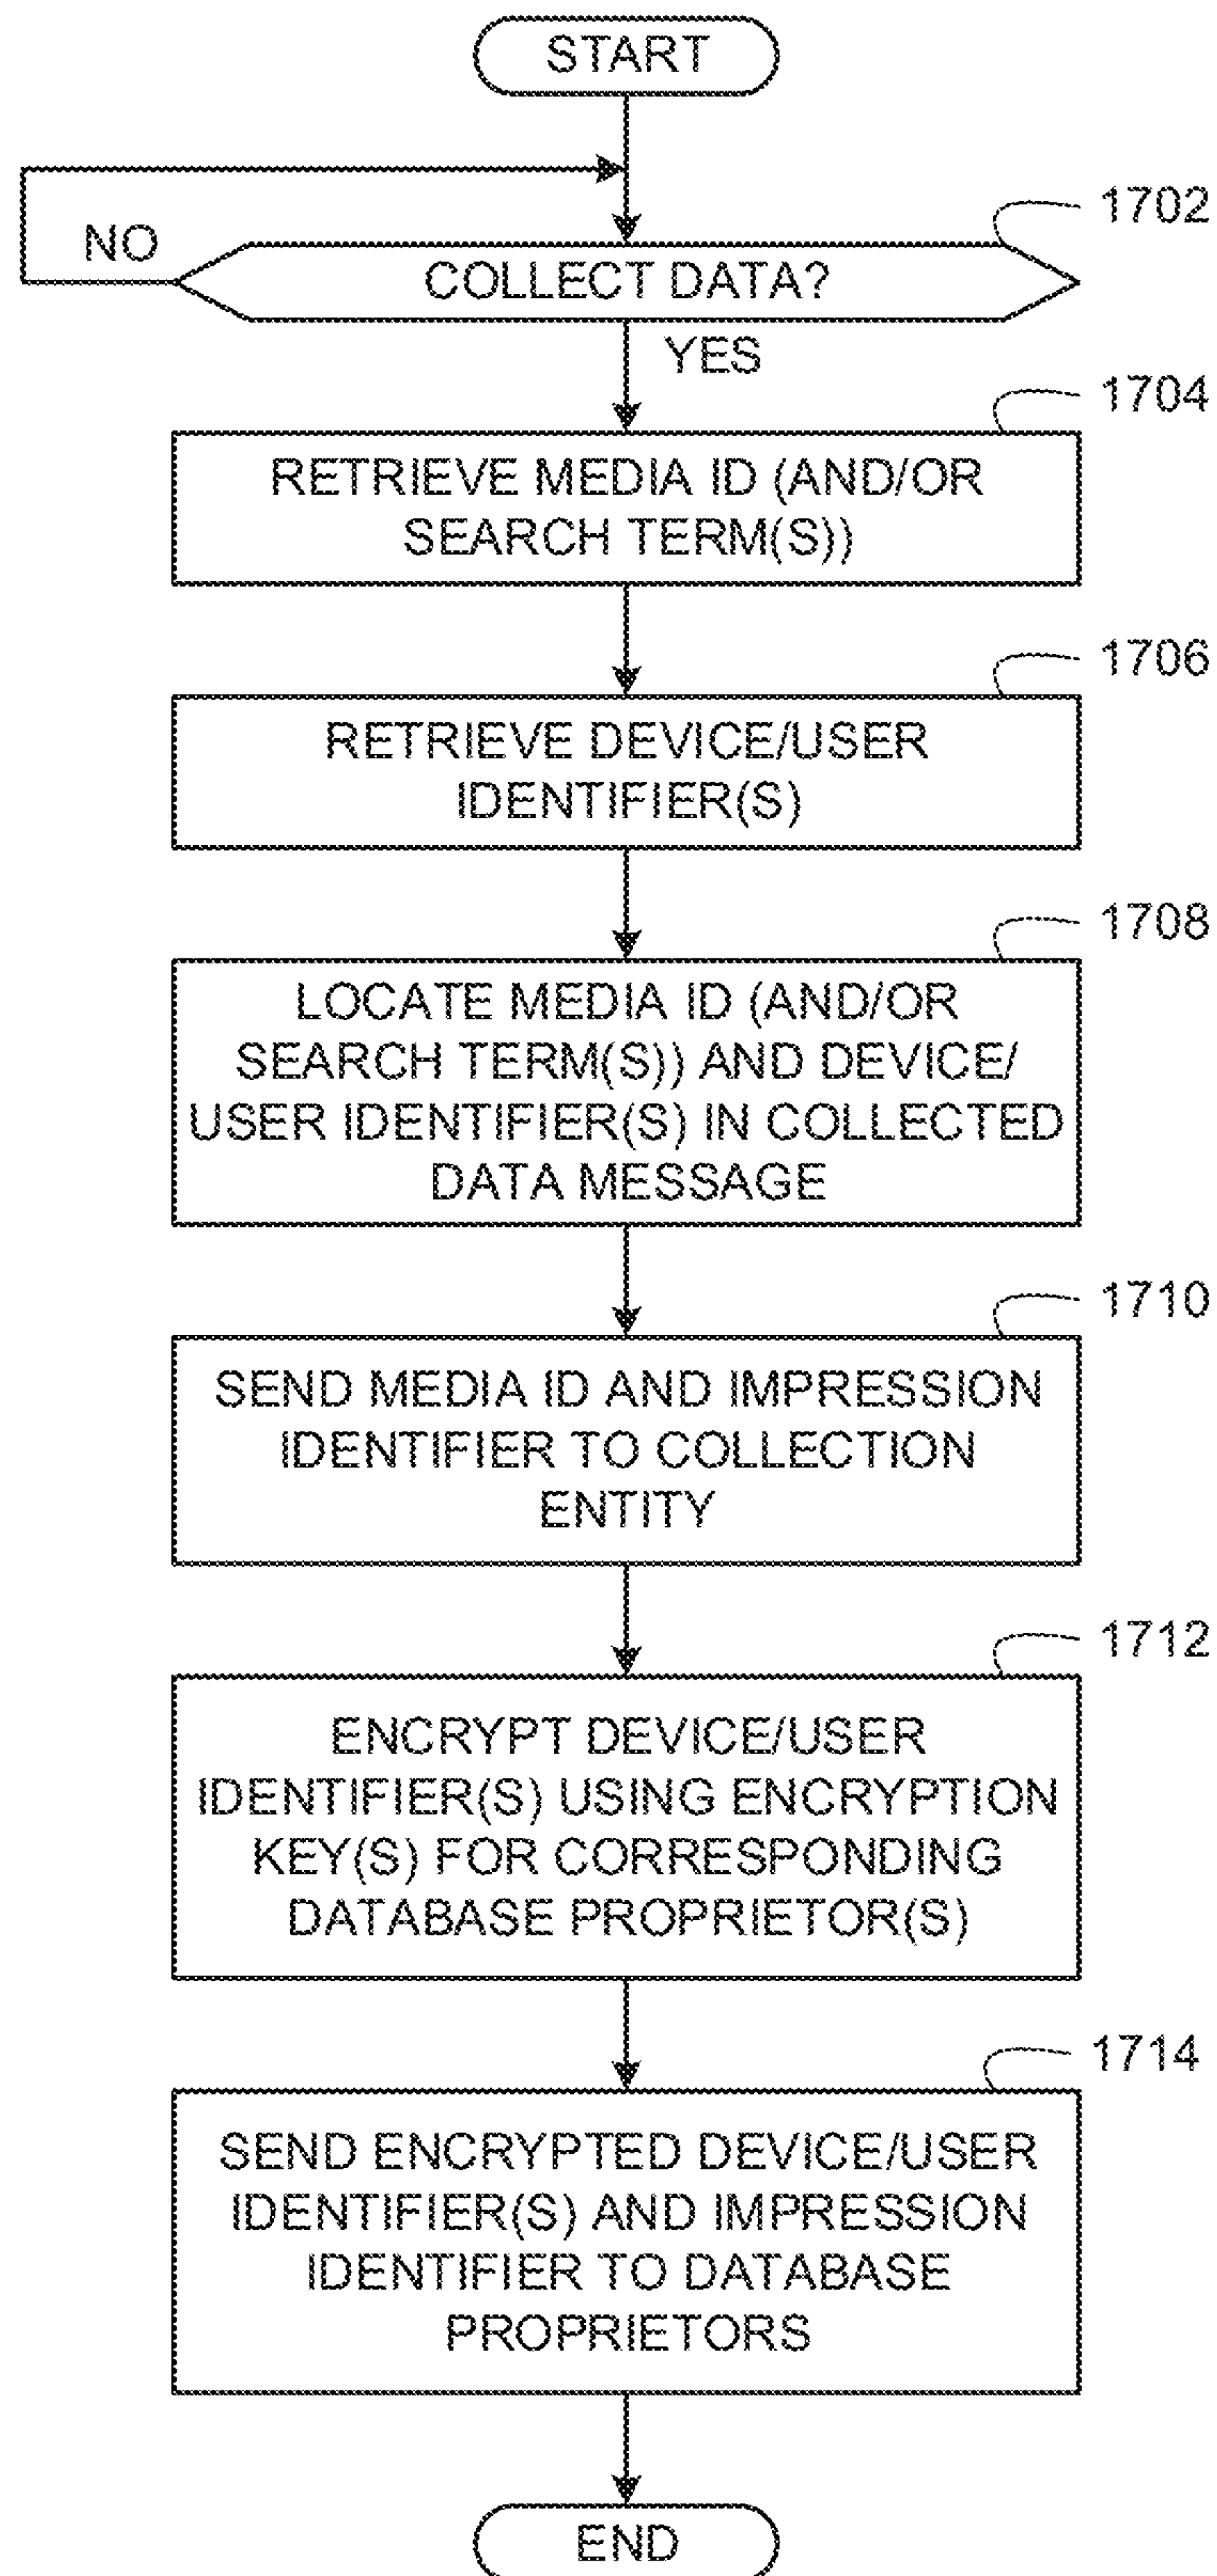 START
1702
NO
COLLECT DATA?
YES
1704
RETRIEVE MEDIA ID (AND/OR
SEARCH TERM(S))
1706
RETRIEVE DEVICE/USER
IDENTIFIER(S)
1708
LOCATE MEDIA ID (AND/OR
SEARCH TERM(S)) AND DEVICE/
USER IDENTIFIER(S) IN COLLECTED
DATA MESSAGE
1710
SEND MEDIA ID AND IMPRESSION
IDENTIFIER TO COLLECTION
ENTITY
1712
ENCRYPT DEVICE/USER
IDENTIFIER(S) USING ENCRYPTION
KEY(S) FOR CORRESPONDING
DATABASE PROPRIETOR(S)
1714
SEND ENCRYPTED DEVICE/USER
IDENTIFIER(S) AND IMPRESSION
IDENTIFIER TO DATABASE
PROPRIETORS
END